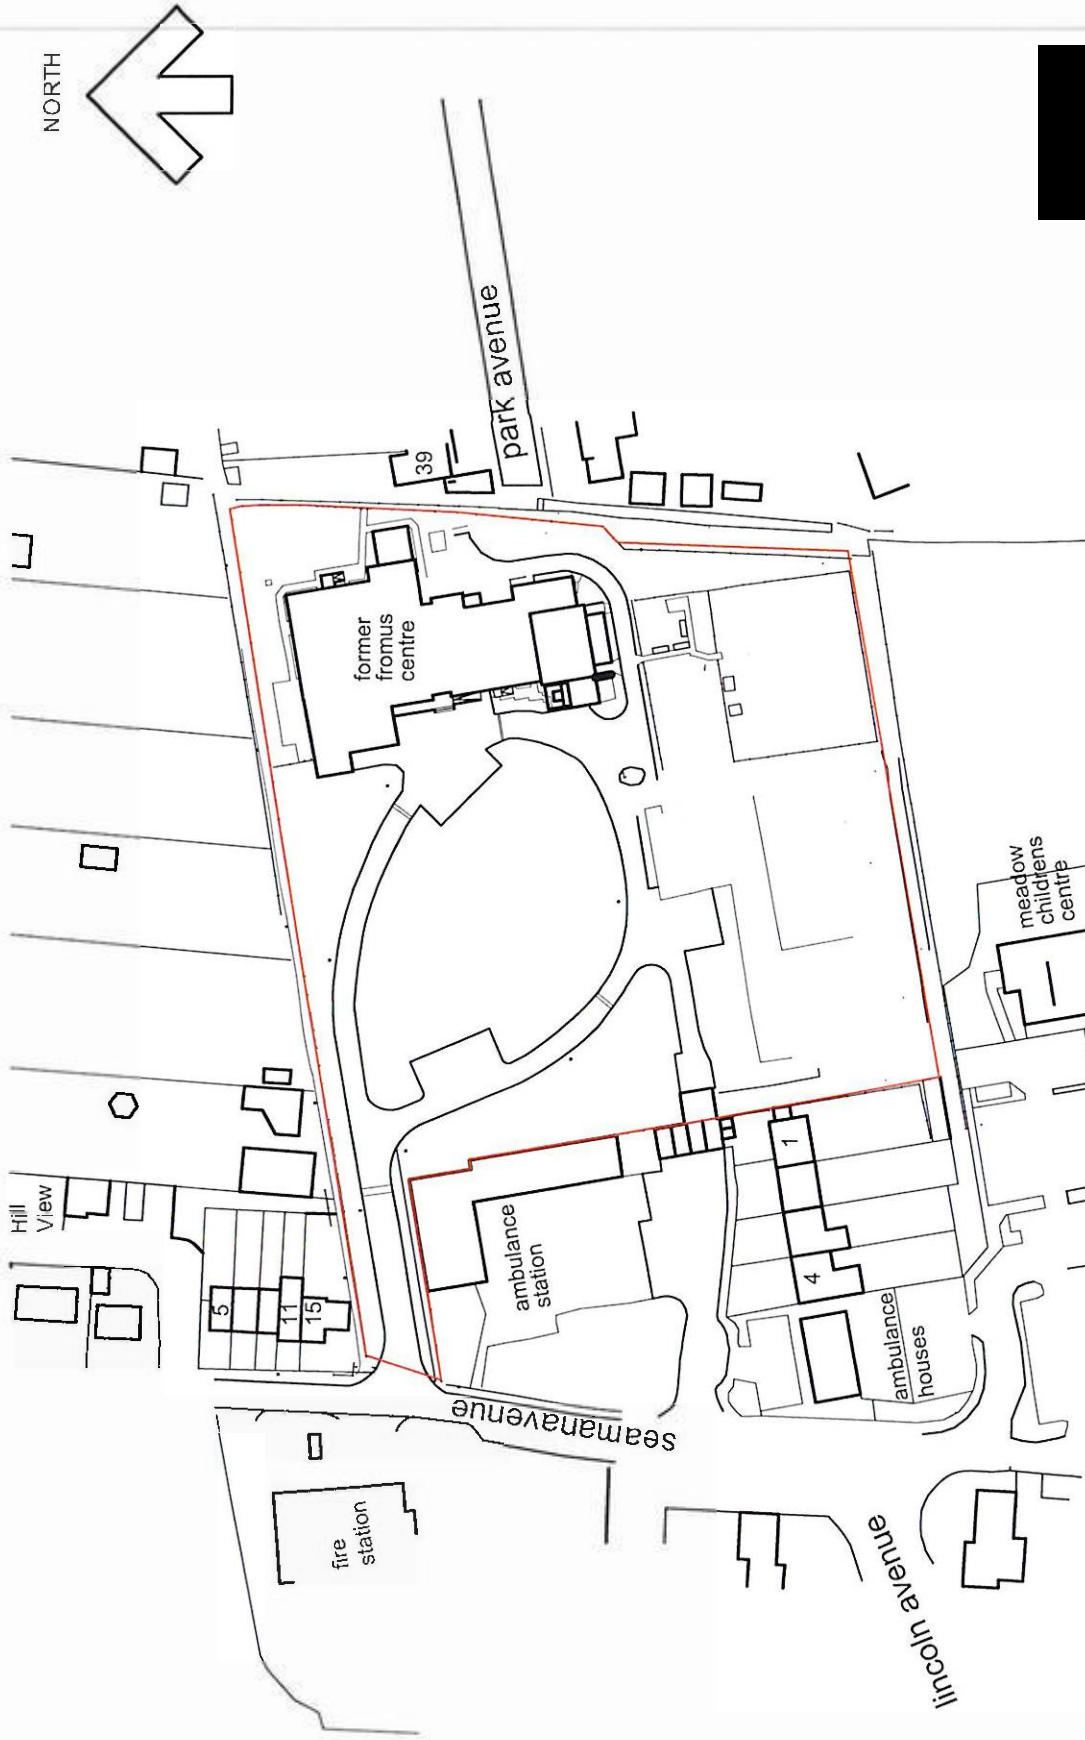 NORTH
park avenue
39
former
fromus
centre
meadow
childrens
centre
Hill
View
5
11
15
ambulance
station
1
4
ambulance
houses
seamanavenue
fire
station
lincoln avenue